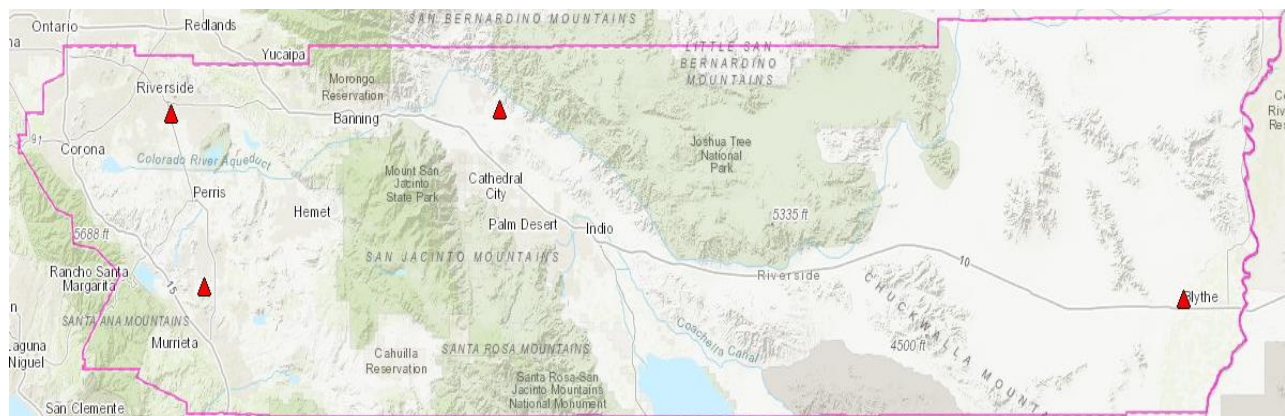 SAN BERNARDINO MOUNTAINS
Ontario
Redlands
Yucaipa
LITTLE SAN
BERNARDINO
MOUNTAINS
Riverside
Morongo
Reservation
Banning
91
Corona
Colorado River Aqueduct
Joshua Tree
National
Park
Mount San
Jacinto
State Park
Cathedral
City
Perris
Hemet
5335 ft
Palm Desert
Indio
5688 ft
SAN JACINTO MOUNTAINS
10
Riverside
Rancho Santa
Margarita
15
CHUCKWALLA MOUNT
lythe
SANTA ANA MOUNTAINS
Coachella Canal
Murrieta
Laguna
Niguel
4500 ft
SANTA ROSA MOUNTAINS
Cahuilla
Reservation
Santa Rosa-San
Jacinto Mountains
National Monument
San Clemente